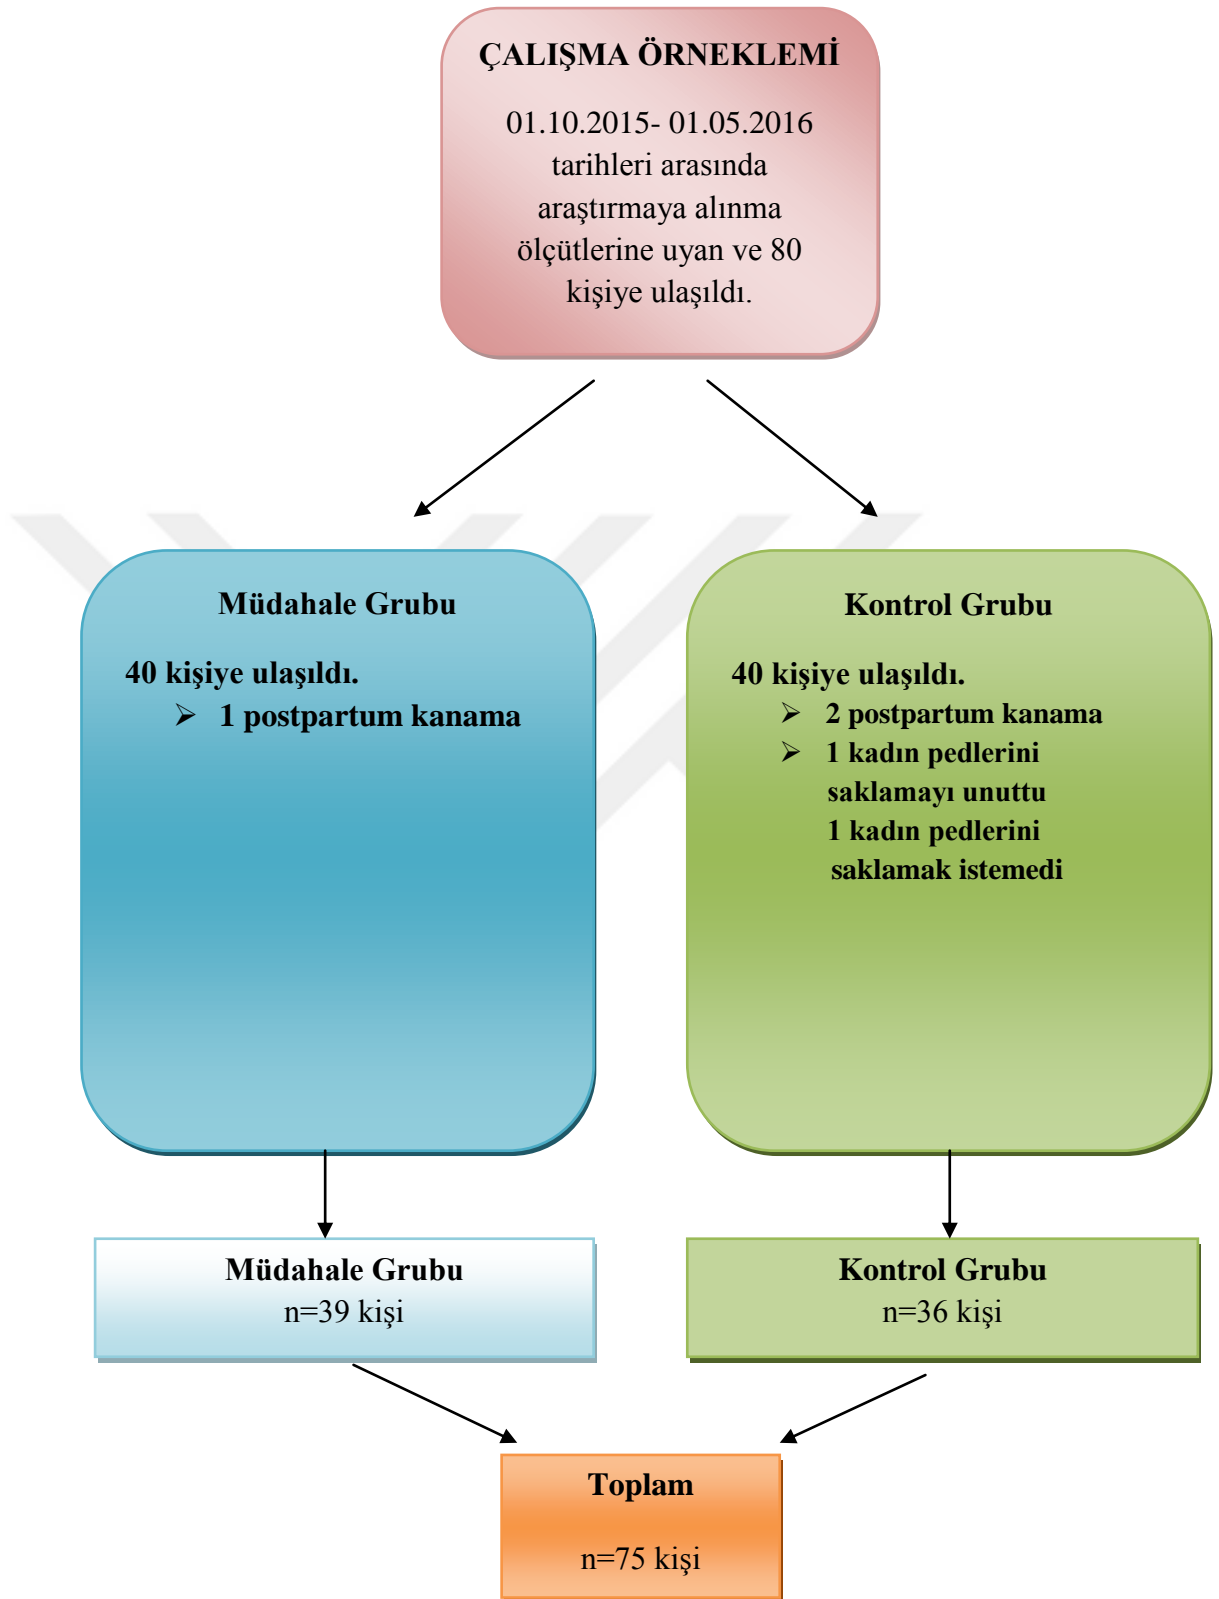 ÇALIŞMA ÖRNEKLEMİ
01.10.2015- 01.05.2016
tarihleri arasında
araştırmaya alınma
ölçütlerine uyan ve 80
kişiye ulaşıldı.
Müdahale Grubu
40 kişiye ulaşıldı.
➢ 1 postpartum kanama
Kontrol Grubu
40 kişiye ulaşıldı.
➢ 2 postpartum kanama
➢ 1 kadın pedlerini
saklamayı unuttu
1 kadın pedlerini
saklamak istemedi
Müdahale Grubu
n=39 kişi
Kontrol Grubu
n=36 kişi
Toplam
n=75 kişi